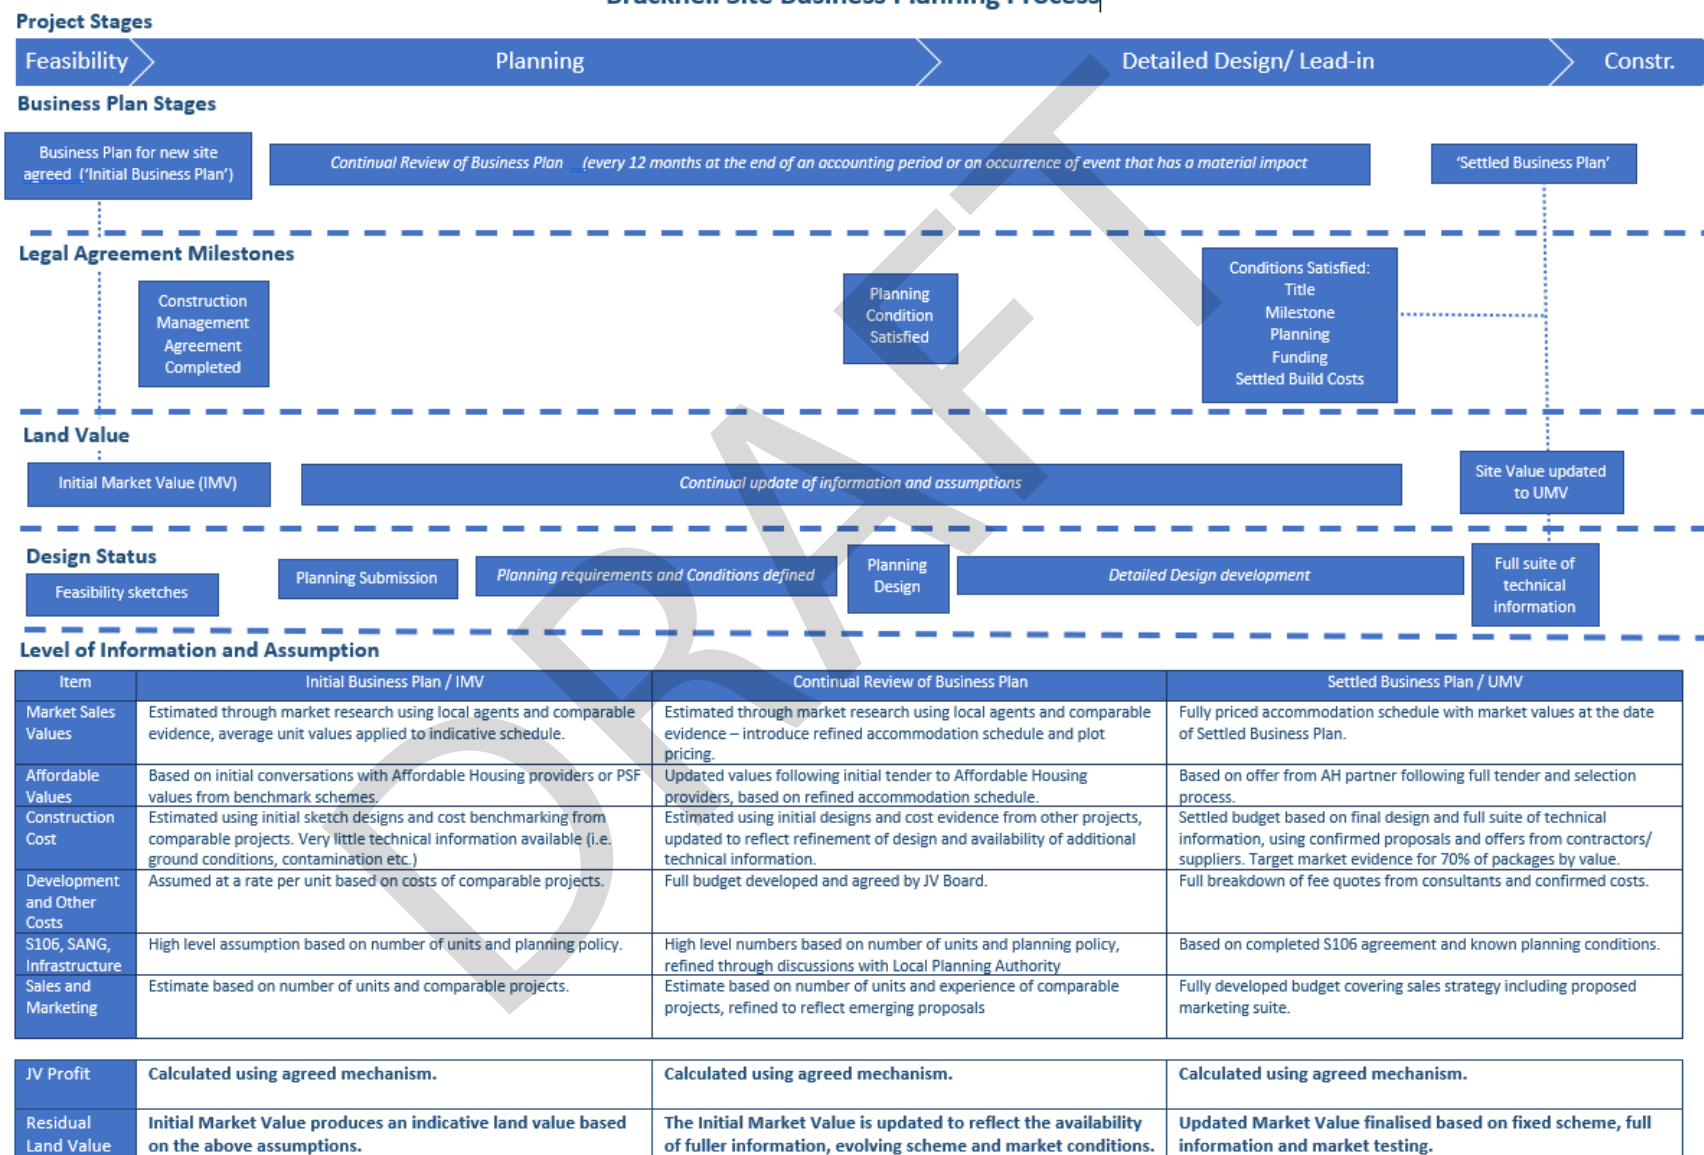 Bracknell Site Business Planning Process
Project Stages
Feasibility
Planning
Detailed Design/ Lead-in
Constr.
Business Plan Stages
Business Plan for new site
agreed ('Initial Business Plan')
Continual Review of Business Plan (every 12 months at the end of an accounting period or on occurrence of event that has a material impact
'Settled Business Plan'
Legal Agreement Milestones
Construction
Management
Agreement
Completed
Planning
Condition
Satisfied
Conditions Satisfied:
Title
Milestone
Planning
Funding
Settled Build Costs
Land Value
Initial Market Value (IMV)
Continual update of information and assumptions
Site Value updated
to UMV
Design Status
Feasibility sketches
Planning Submission
Planning requirements and Conditions defined
Planning
Design
Detailed Design development
Full suite of
technical
information
Level of Information and Assumption
Item
Initial Business Plan / IMV
Continual Review of Business Plan
Settled Business Plan / UMV
Market Sales
Values
Estimated through market research using local agents and comparable
evidence, average unit values applied to indicative schedule.
Estimated through market research using local agents and comparable
evidence – introduce refined accommodation schedule and plot
pricing.
Fully priced accommodation schedule with market values at the date
of Settled Business Plan.
Affordable
Values
Based on initial conversations with Affordable Housing providers or PSF
values from benchmark schemes.
Updated values following initial tender to Affordable Housing
providers, based on refined accommodation schedule.
Based on offer from AH partner following full tender and selection
process.
Construction
Cost
Estimated using initial sketch designs and cost benchmarking from
comparable projects. Very little technical information available (i.e.
ground conditions, contamination etc.)
Estimated using initial designs and cost evidence from other projects,
updated to reflect refinement of design and availability of additional
technical information.
Settled budget based on final design and full suite of technical
information, using confirmed proposals and offers from contractors/
suppliers. Target market evidence for 70% of packages by value.
Development
and Other
Costs
Assumed at a rate per unit based on costs of comparable projects.
Full budget developed and agreed by JV Board.
Full breakdown of fee quotes from consultants and confirmed costs.
S106, SANG,
Infrastructure
High level assumption based on number of units and planning policy.
High level numbers based on number of units and planning policy,
refined through discussions with Local Planning Authority
Based on completed S106 agreement and known planning conditions.
Sales and
Marketing
Estimate based on number of units and comparable projects.
Estimate based on number of units and experience of comparable
projects, refined to reflect emerging proposals
Fully developed budget covering sales strategy including proposed
marketing suite.
JV Profit
Calculated using agreed mechanism.
Calculated using agreed mechanism.
Calculated using agreed mechanism.
Residual
Land Value
Initial Market Value produces an indicative land value based
on the above assumptions.
The Initial Market Value is updated to reflect the availability
of fuller information, evolving scheme and market conditions.
Updated Market Value finalised based on fixed scheme, full
information and market testing.
DRAFT